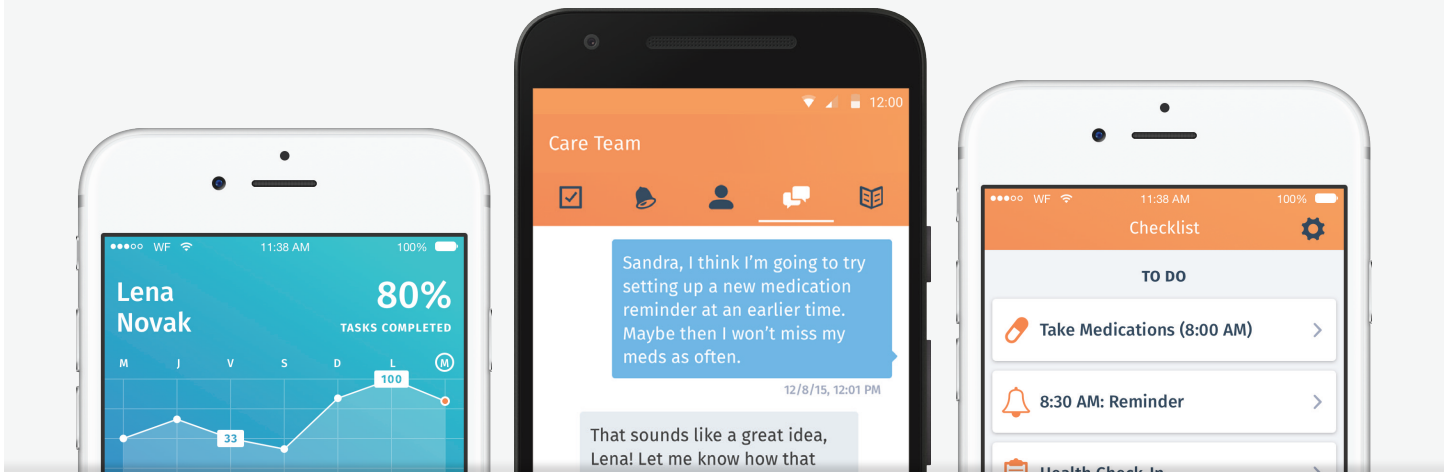 WF 11:38 AM 100%
Lena
Novak
80%
TASKS COMPLETED
M J V S D L M
100
33
12:00
Care Team
Sandra, I think I'm going to try
setting up a new medication
reminder at an earlier time.
Maybe then I won't miss my
meds as often.
12/8/15, 12:01 PM
That sounds like a great idea,
Lena! Let me know how that
WF 11:38 AM 100%
Checklist
TO DO
Take Medications (8:00 AM)
8:30 AM: Reminder
Health Check-In